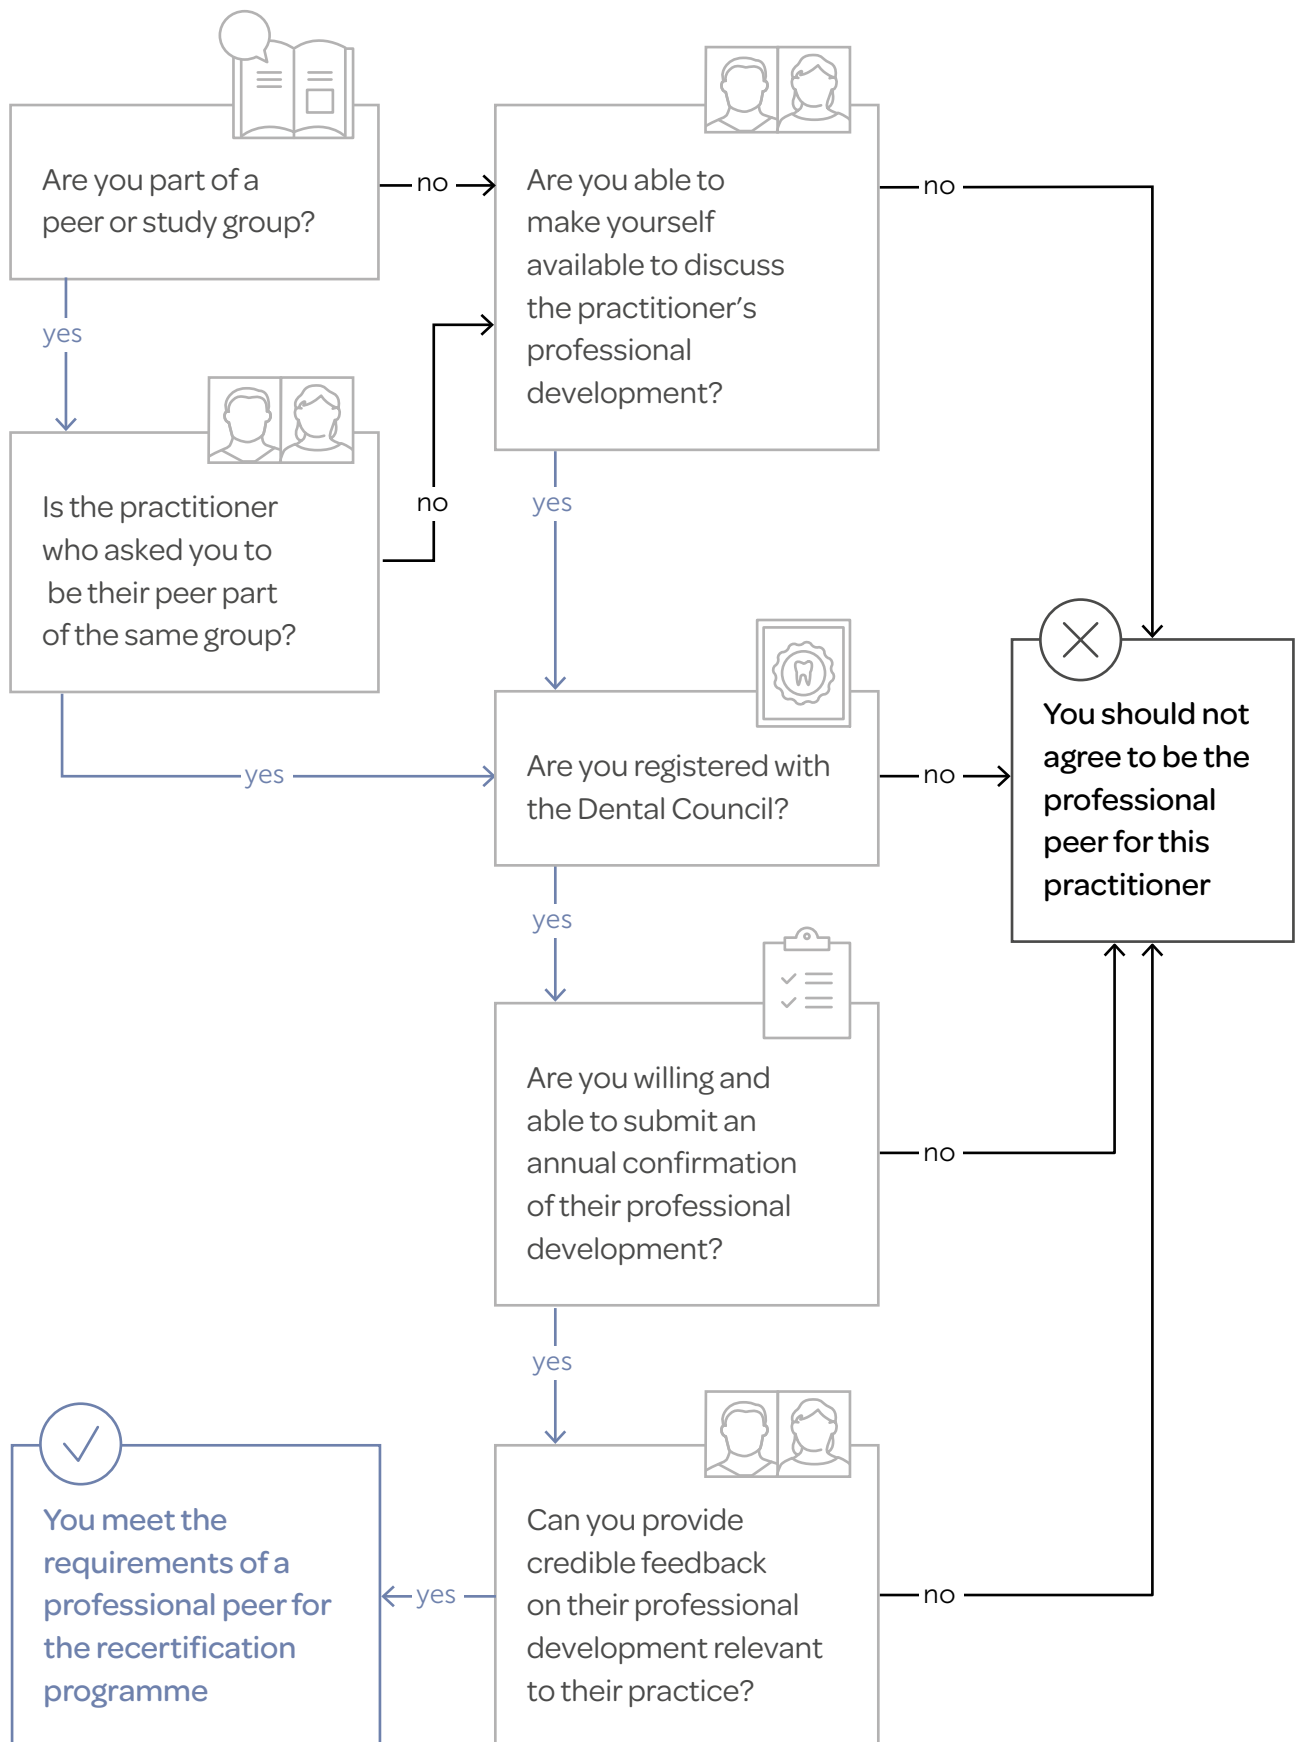 Are you part of a
peer or study group?
no
Are you able to
make yourself
available to discuss
the practitioner's
professional
development?
no
yes
Is the practitioner
who asked you to
be their peer part
of the same group?
no
yes
yes
Are you registered with
the Dental Council?
no
You should not
agree to be the
professional
peer for this
practitioner
yes
Are you willing and
able to submit an
annual confirmation
of their professional
development?
no
yes
Can you provide
credible feedback
on their professional
development relevant
to their practice?
no
yes
You meet the
requirements of a
professional peer for
the recertification
programme